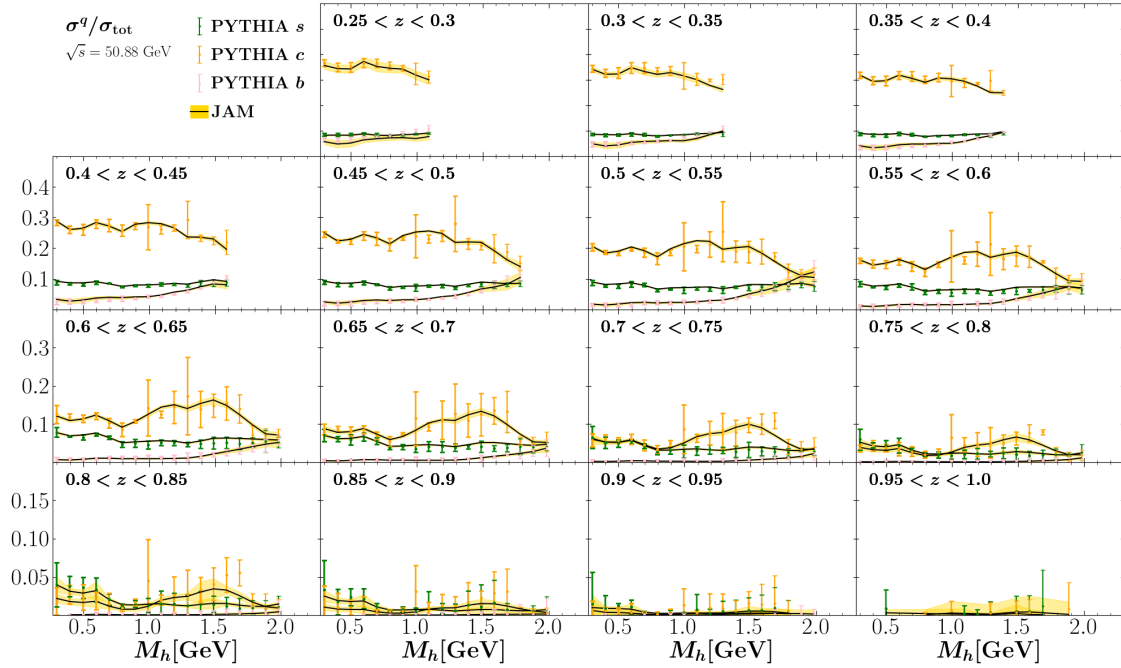 σ^q/σ_tot
√s = 50.88 GeV
PYTHIA s
PYTHIA c
PYTHIA b
JAM
0.25 < z < 0.3
0.3 < z < 0.35
0.35 < z < 0.4
0.4 < z < 0.45
0.45 < z < 0.5
0.5 < z < 0.55
0.55 < z < 0.6
0.4
0.3
0.2
0.1
0.6 < z < 0.65
0.65 < z < 0.7
0.7 < z < 0.75
0.75 < z < 0.8
0.3
0.2
0.1
0.8 < z < 0.85
0.85 < z < 0.9
0.9 < z < 0.95
0.95 < z < 1.0
0.15
0.10
0.05
0.5 1.0 1.5 2.0 0.5 1.0 1.5 2.0 0.5 1.0 1.5 2.0 0.5 1.0 1.5 2.0
M_h[GeV] M_h[GeV] M_h[GeV] M_h[GeV]